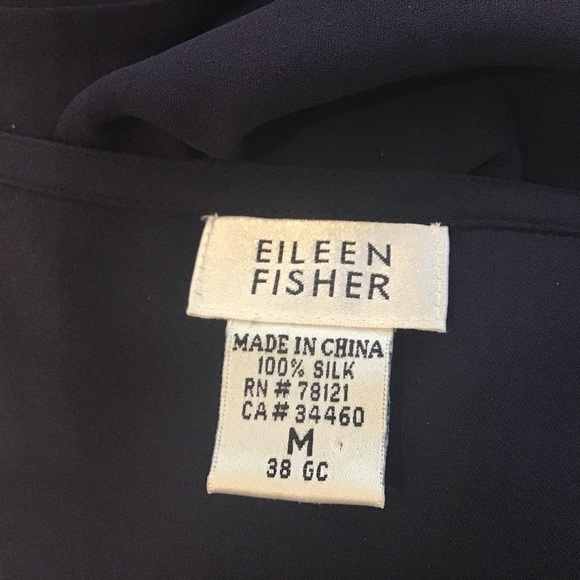 EILEEN
FISHER
MADE IN CHINA
100% SILK
RN # 78121
CA # 34460
M
38 GC